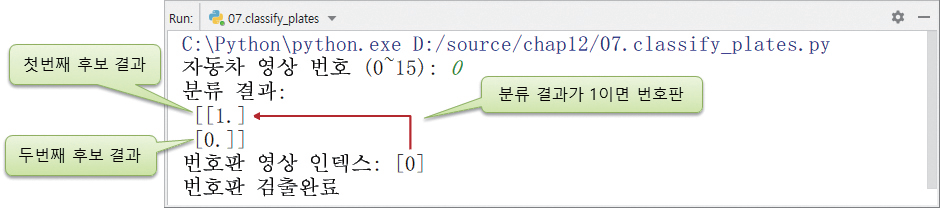 Run: 07.classify_plates
C:\Python\python.exe D:/source/chap12/07.classify_plates.py
자동차 영상 번호 (0~15): 0
분류 결과:
[[1.]
[0.]]
번호판 영상 인덱스: [0]
번호판 검출완료
첫번째 후보 결과
두번째 후보 결과
분류 결과가 1이면 번호판